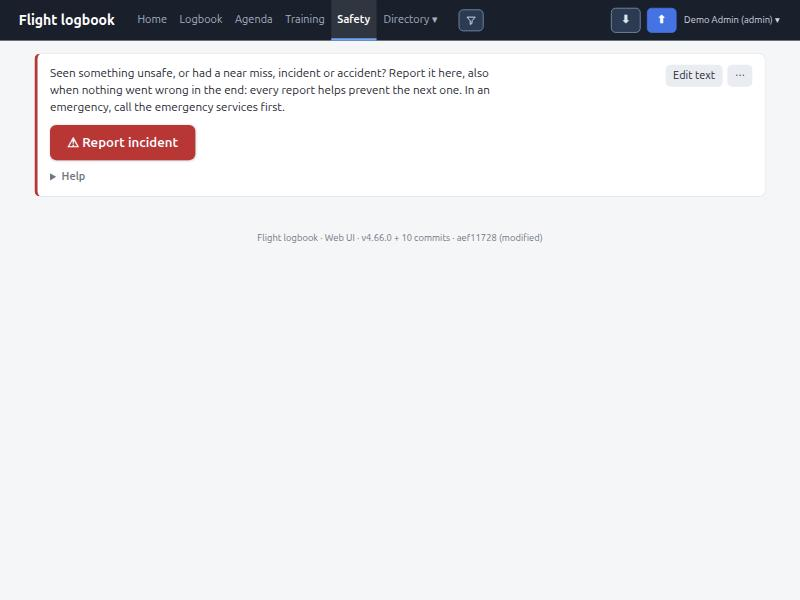 Flight logbook Home Logbook Agenda Training Safety Directory ▾ Demo Admin (admin) ▾
Seen something unsafe, or had a near miss, incident or accident? Report it here, also
when nothing went wrong in the end: every report helps prevent the next one. In an
emergency, call the emergency services first.
Edit text ...
⚠ Report incident
▶ Help
Flight logbook · Web UI · v4.66.0 + 10 commits · aef11728 (modified)